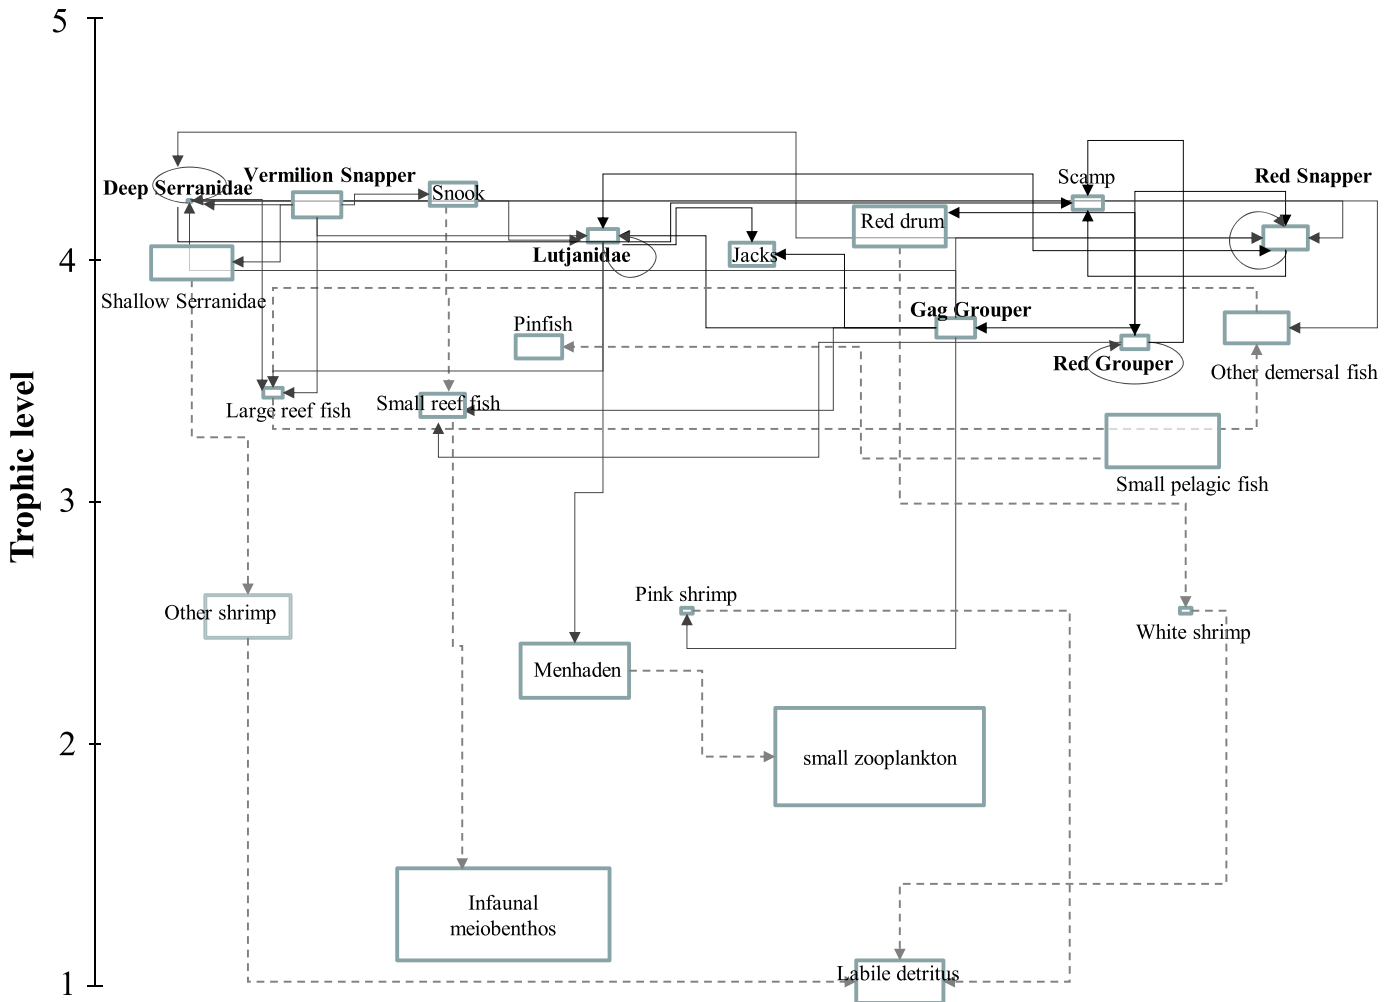 5
Vermilion Snapper
Scamp
Red Snapper
Deep Serranidae
Snook
Red drum
4
Lutjanidae
Jacks
Shallow Serranidae
Gag Grouper
Pinfish
Red Grouper
Other demersal fish
Large reef fish
Small reef fish
Trophic level
Small pelagic fish
3
Pink shrimp
Other shrimp
White shrimp
Menhaden
2
small zooplankton
Infaunal
meiobenthos
Labile detritus
1